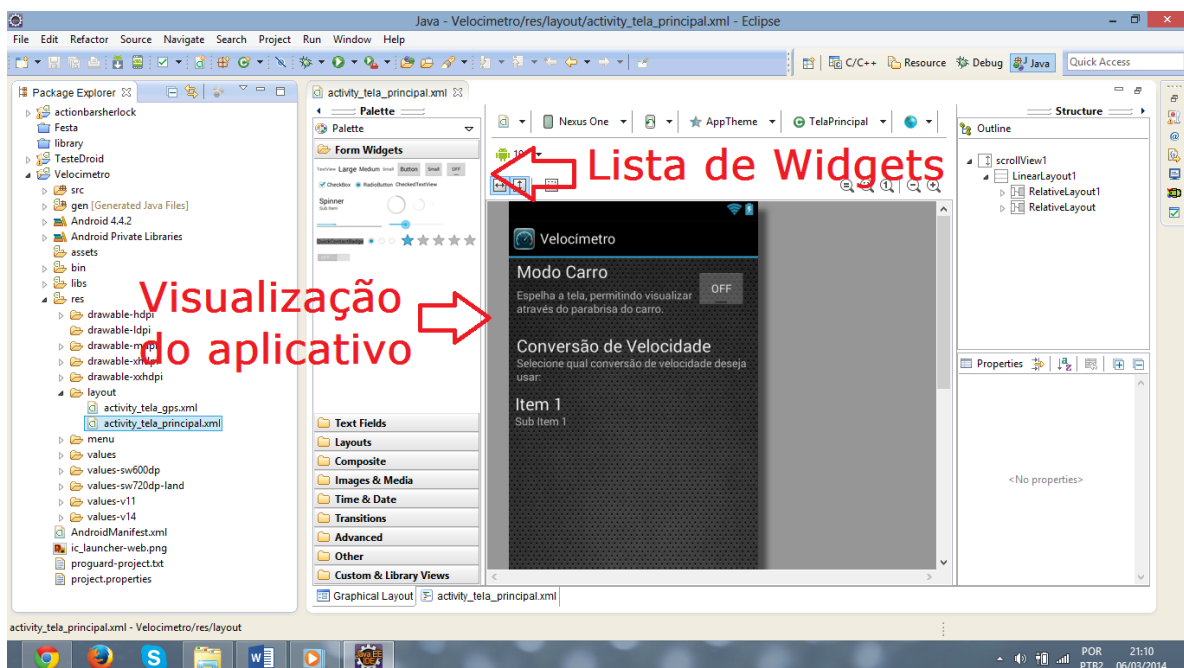 Java - Velocimetro/res/layout/activity_tela_principal.xml - Eclipse
File Edit Refactor Source Navigate Search Project Run Window Help
C/C++ Resource Debug Java Quick Access
Package Explorer
actionbarsherlock
Festa
library
TesteDroid
Velocimetro
src
gen [Generated Java Files]
Android 4.4.2
Android Private Libraries
assets
bin
libs
res
drawable-hdpi
drawable-ldpi
drawable-mdpi
drawable-xhdpi
drawable-xxhdpi
layout
activity_tela_gps.xml
activity_tela_principal.xml
menu
values
values-sw600dp
values-sw720dp-land
values-v11
values-v14
AndroidManifest.xml
ic_launcher-web.png
proguard-project.txt
project.properties
activity_tela_principal.xml
Palette
Palette
Form Widgets
TextView Large Medium Small Button Small OFF
CheckBox RadioButton CheckedTextView
Spinner
Sub Item
QuickContactBadge
Text Fields
Layouts
Composite
Images & Media
Time & Date
Transitions
Advanced
Other
Custom & Library Views
Graphical Layout activity_tela_principal.xml
Nexus One AppTheme TelaPrincipal
Lista de Widgets
Visualização
do aplicativo
Velocímetro
Modo Carro
OFF
Espelha a tela, permitindo visualizar
através do parabrisa do carro.
Conversão de Velocidade
Selecione qual conversão de velocidade deseja
usar:
Item 1
Sub Item 1
Structure
Outline
scrollView1
LinearLayout1
RelativeLayout1
RelativeLayout
Properties
<No properties>
activity_tela_principal.xml - Velocimetro/res/layout
POR
PTB2
21:10
06/03/2014